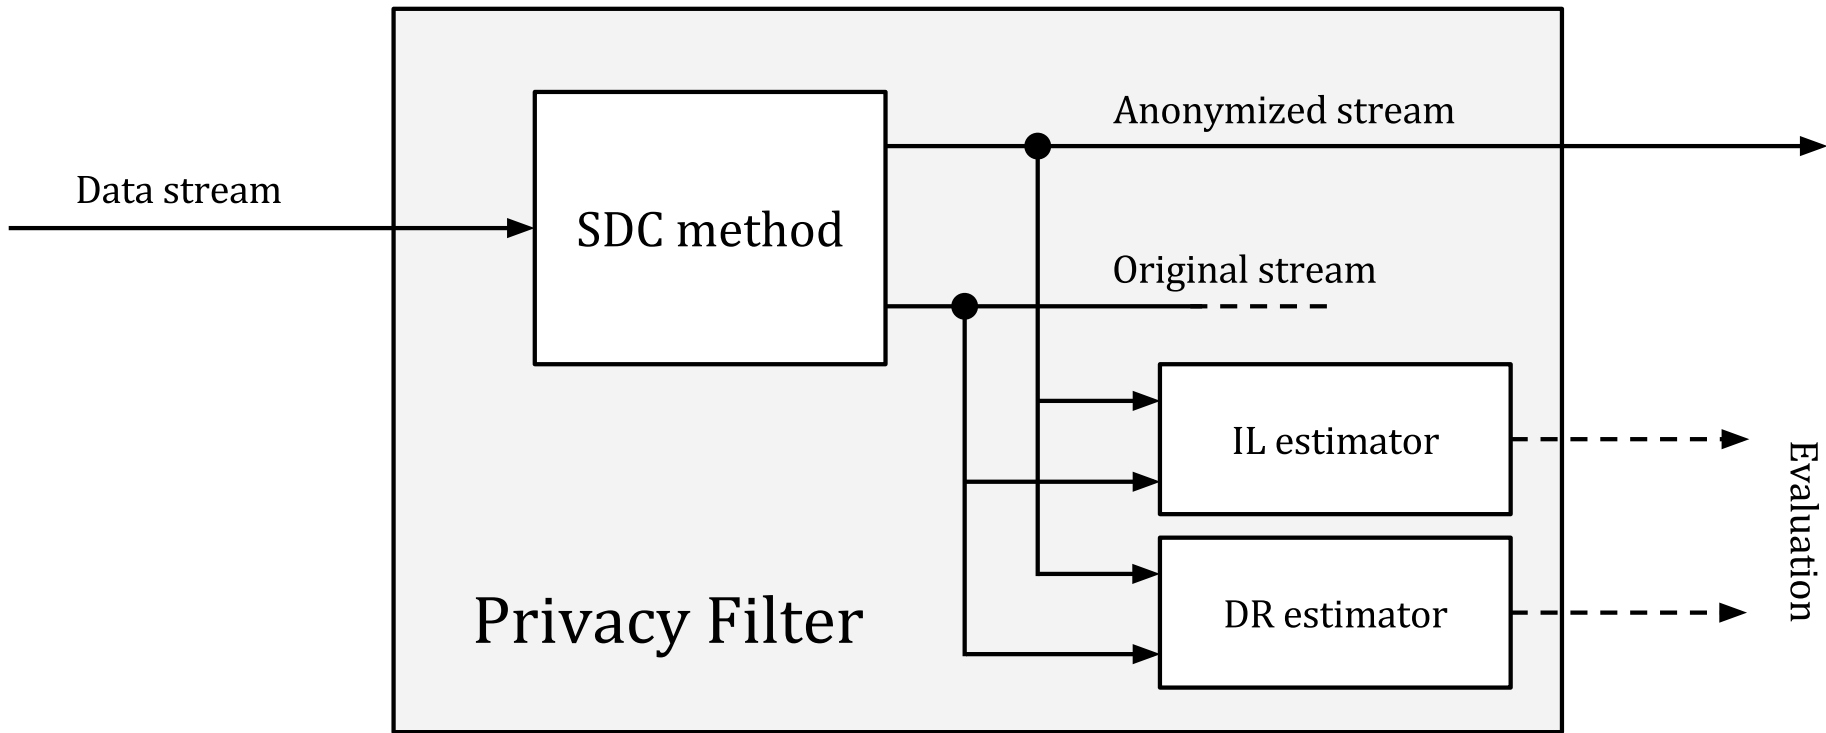 Anonymized stream
Data stream
SDC method
Original stream
IL estimator
Evaluation
DR estimator
Privacy Filter